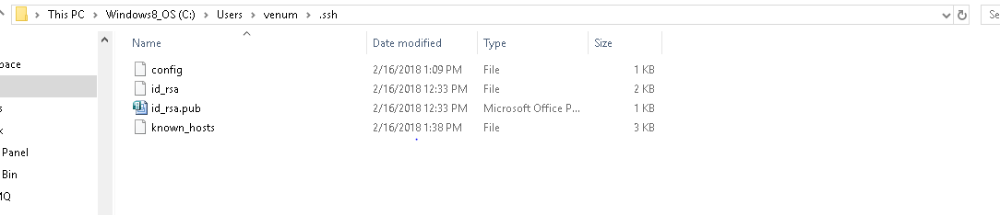 This PC > Windows8_OS (C:) > Users > venum > .ssh
Se
Name Date modified Type Size
config 2/16/2018 1:09 PM File 1 KB
id_rsa 2/16/2018 12:33 PM File 2 KB
id_rsa.pub 2/16/2018 12:33 PM Microsoft Office P... 1 KB
known_hosts 2/16/2018 1:38 PM File 3 KB
pace
s
k
Panel
Bin
MQ